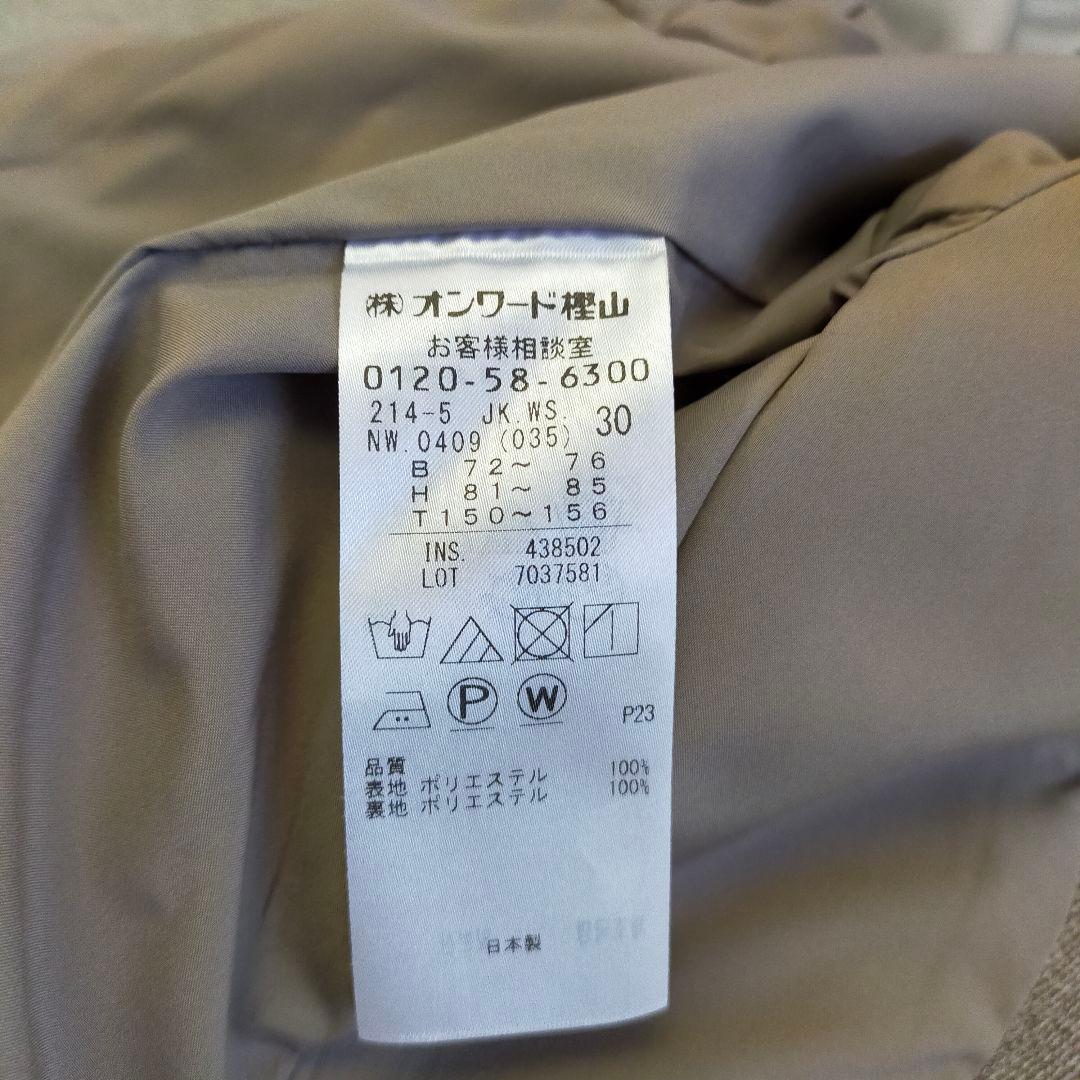 (株)オンワード樫山
お客様相談室
0120-58-6300
214-5 JK.WS. 30
NW.0409 (035)
B 72～ 76
H 81～ 85
T150～156
INS. 438502
LOT 7037581
P W P23
品質
表地 ポリエステル 100%
裏地 ポリエステル 100%
日本製